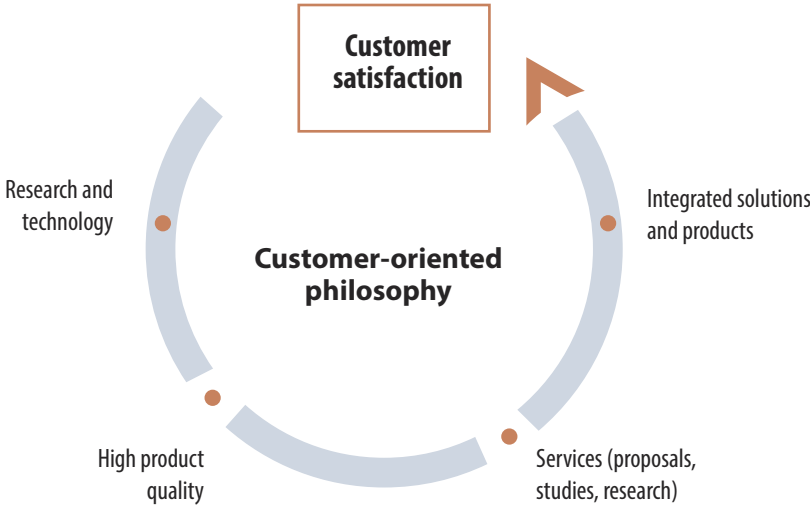 Customer
satisfaction
Research and
technology
Integrated solutions
and products
Customer-oriented
philosophy
High product
quality
Services (proposals,
studies, research)